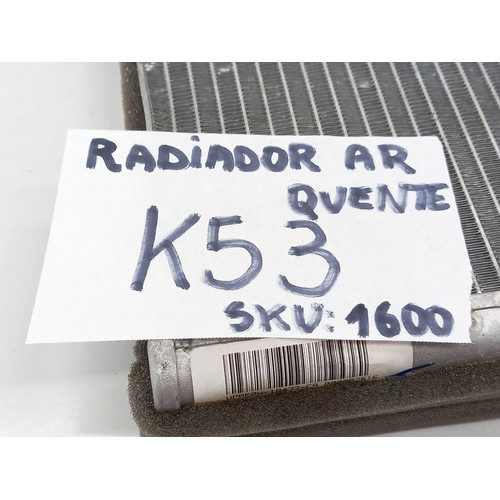 RADiADOR AR
QUENTE
K53
SKU: 1600